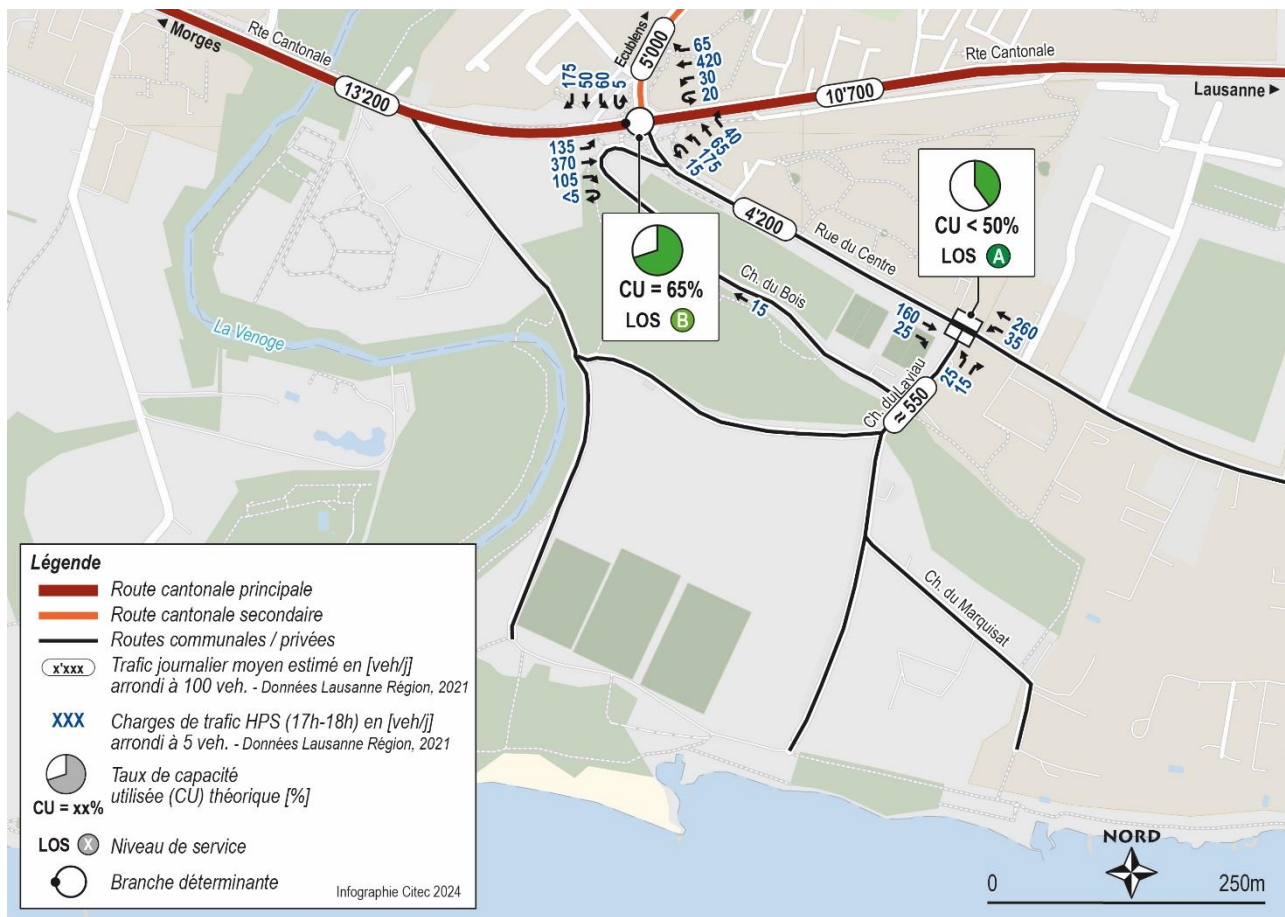 Ecublens ▶
5'000
Rte Cantonale
◀ Morges
13'200
175
50
60
5
65
420
30
20
Rte Cantonale
10'700
Lausanne ▶
135
370
105
<5
40
175
65
15
4'200
Rue du Centre
CU = 65%
LOS B
CU < 50%
LOS A
Ch. du Bois
15
160
25
260
35
25
15
Ch. du Laviau
≈ 550
La Venoge
Ch. du Marquisat
Légende
Route cantonale principale
Route cantonale secondaire
Routes communales / privées
x'xxx
Trafic journalier moyen estimé en [veh/j]
arrondi à 100 veh. - Données Lausanne Région, 2021
XXX
Charges de trafic HPS (17h-18h) en [veh/j]
arrondi à 5 veh. - Données Lausanne Région, 2021
Taux de capacité
utilisée (CU) théorique [%]
CU = xx%
LOS X Niveau de service
Branche déterminante
Infographie Citec 2024
NORD
0 250m